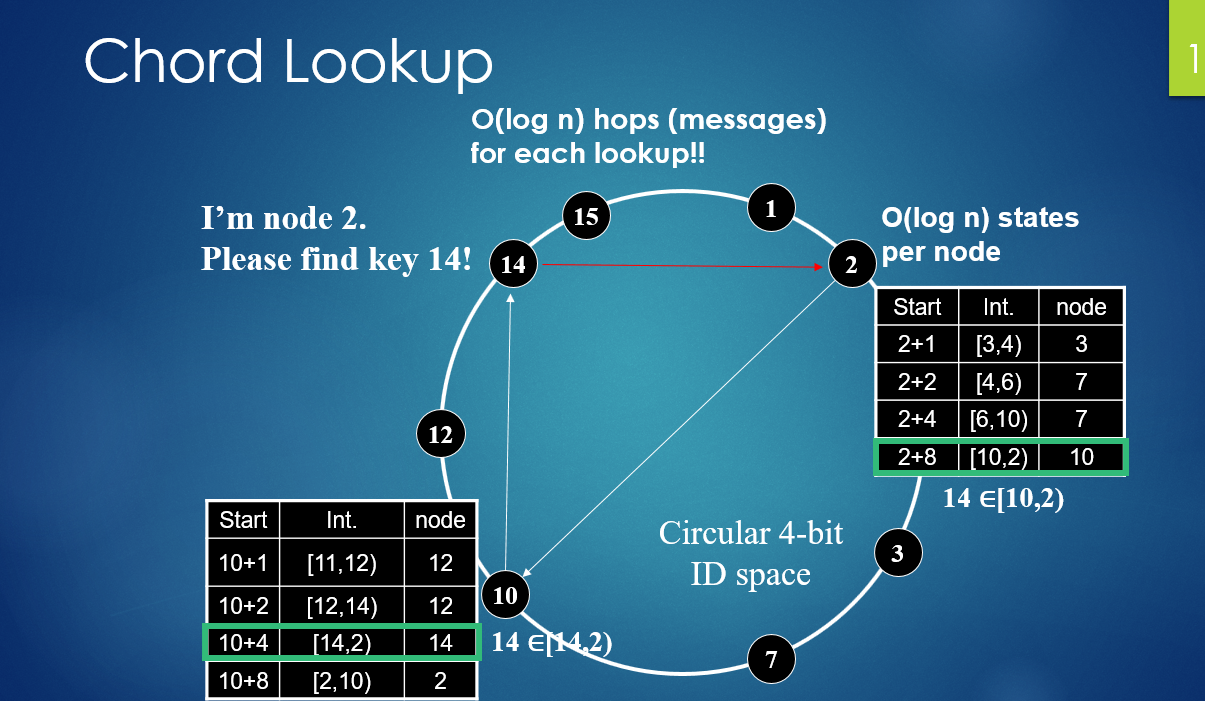 Chord Lookup
1
O(log n) hops (messages)
for each lookup!!
I'm node 2.
Please find key 14!
O(log n) states
per node
15
1
14
2
12
10
3
7
Start Int. node
2+1 [3,4) 3
2+2 [4,6) 7
2+4 [6,10) 7
2+8 [10,2) 10
14 ∈[10,2)
Circular 4-bit
ID space
Start Int. node
10+1 [11,12) 12
10+2 [12,14) 12
10+4 [14,2) 14
10+8 [2,10) 2
14 ∈[14,2)